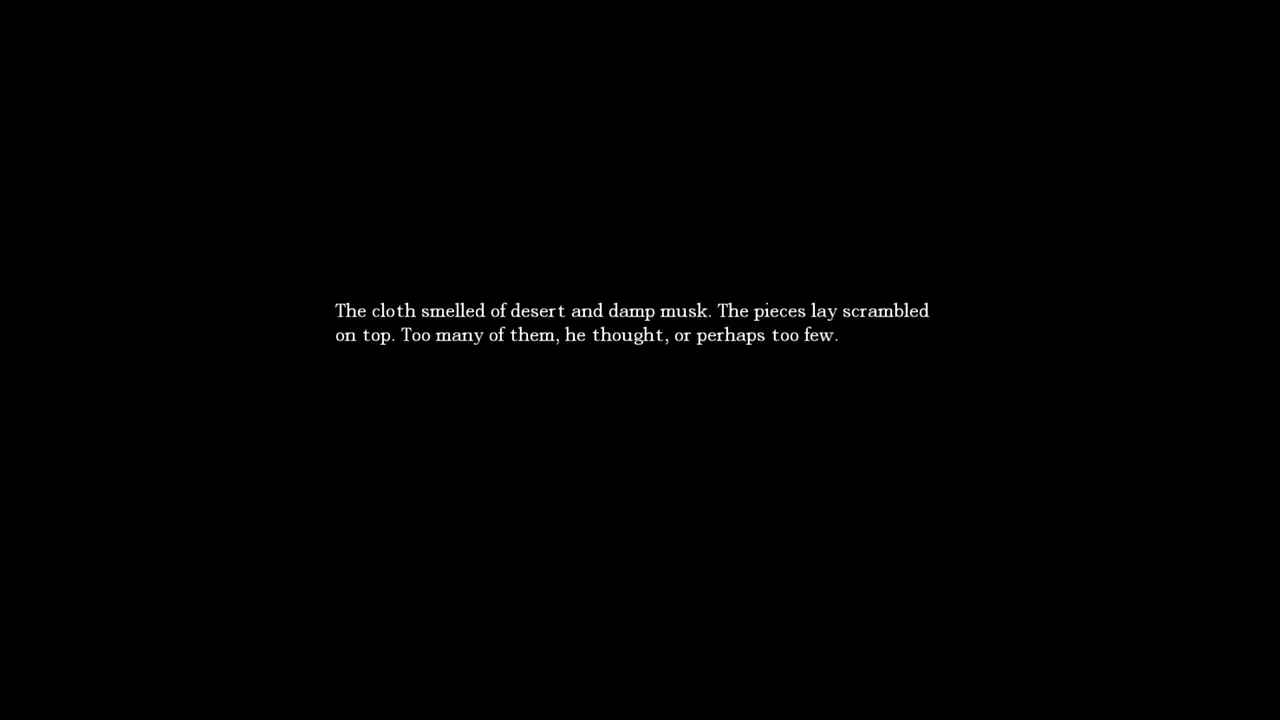 The cloth smelled of desert and damp musk. The pieces lay scrambled
on top. Too many of them, he thought, or perhaps too few.